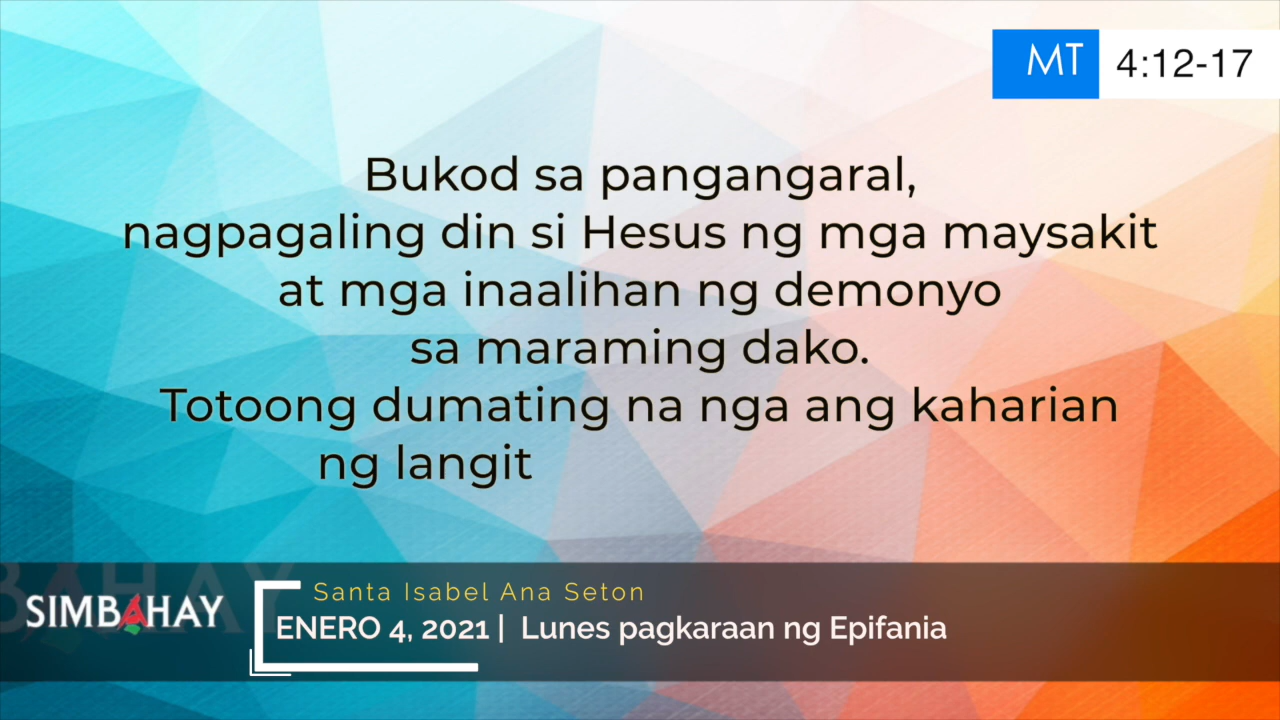 MT 4:12-17
Bukod sa pangangaral,
nagpagaling din si Hesus ng mga maysakit
at mga inaalihan ng demonyo
sa maraming dako.
Totoong dumating na nga ang kaharian
ng langit
SIMBAHAY
Santa Isabel Ana Seton
ENERO 4, 2021 | Lunes pagkaraan ng Epifania